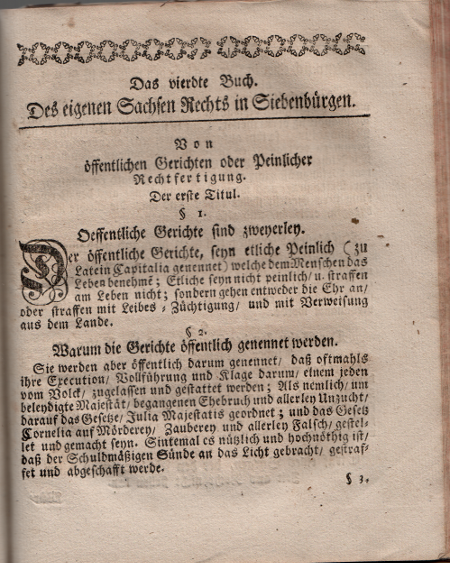 Das vierdte Buch.
Des eigenen Sachsen Rechts in Siebenbürgen.
Von
öffentlichen Gerichten oder Peinlicher
Rechtfertigung.
Der erste Titul.
§ 1.
Oeffentliche Gerichte sind zweyerley.
Der öffentliche Gerichte, seyn etliche Peinlich (zu
Latein Capitalia genennet) welche dem Menschen das
Leben benehmē; Etliche seyn nicht peinlich/ u. straffen
am Leben nicht; sondern gehen entweder die Ehr an/
oder straffen mit Leibes-Züchtigung/ und mit Verweisung
aus dem Lande.
§ 2.
Warum die Gerichte öffentlich genennet werden.
Sie werden aber öffentlich darum genennet/ daß oftmahls
ihre Execution/ Vollführung und Klage darum/ einem jeden
vom Volck/ zugelassen und gestattet werden; Als nemlich/ um
beleydigte Majestät/ begangenen Ehebruch und allerley Unzucht/
darauf das Gesetze/ Julia Majestatis geordnet; und das Gesetz
Cornelia auf Mörderey/ Zauberey und allerley Falsch/ gestel-
let und gemacht seyn. Sintemal es nützlich und hochnöthig ist/
daß der Schuldmäßigen Sünde an das Licht gebracht/ gestraf-
fet und abgeschafft werde.
§ 3.